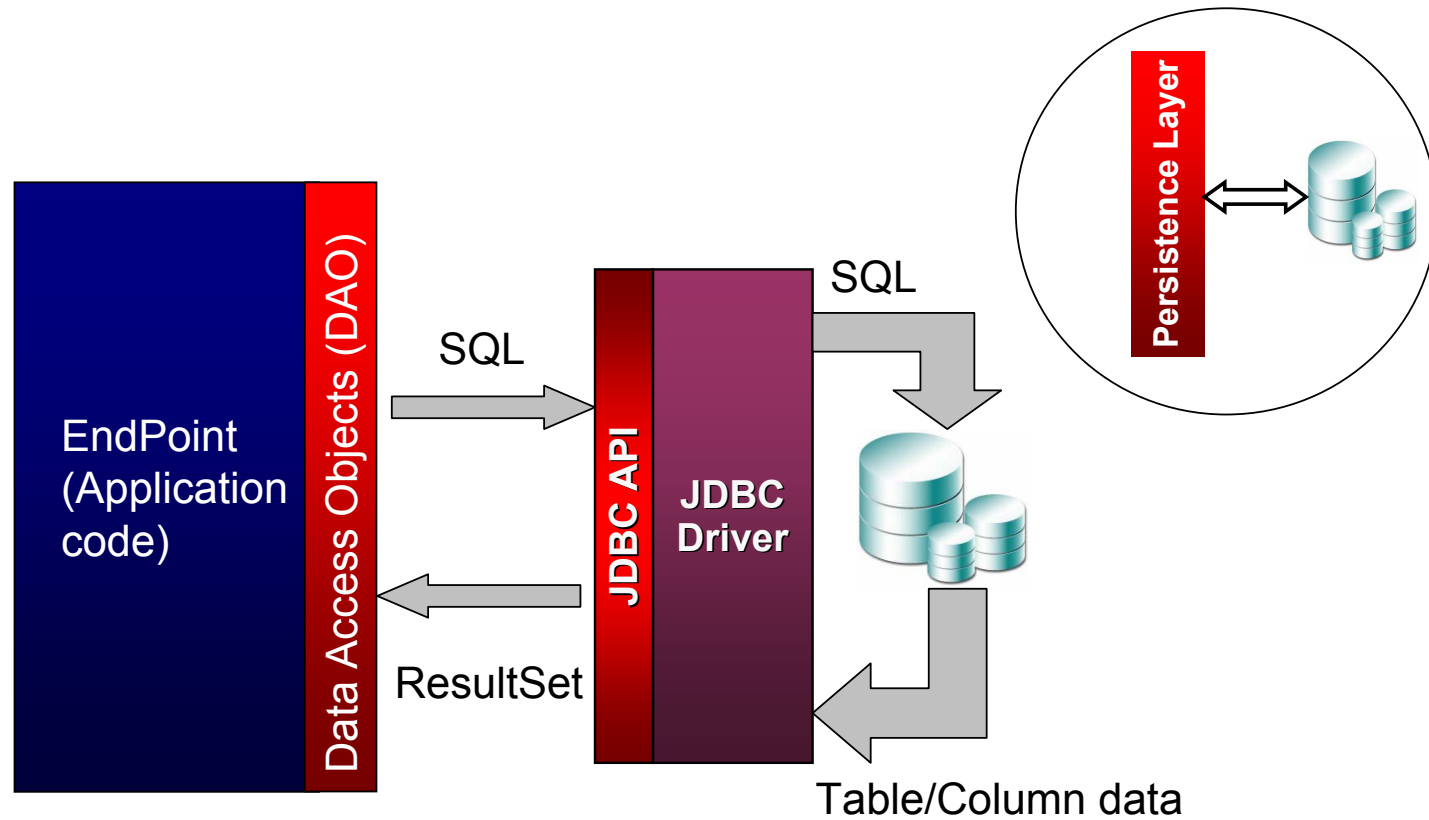 Persistence Layer
EndPoint
(Application
code)
Data Access Objects (DAO)
SQL
ResultSet
JDBC API
JDBC
Driver
SQL
Table/Column data